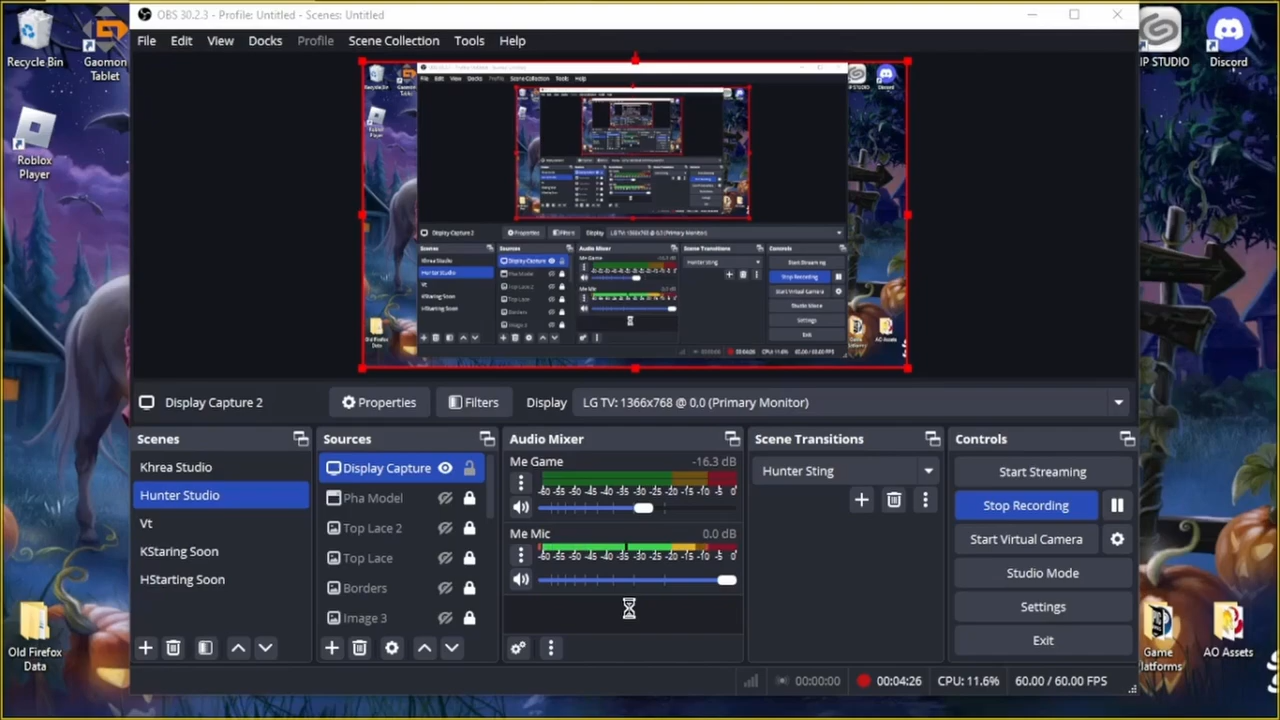 OBS 30.2.3 - Profile: Untitled - Scenes: Untitled
File Edit View Docks Profile Scene Collection Tools Help
Recycle Bin
Gaomon Tablet
Roblox Player
Old Firefox Data
IP STUDIO
Discord
Game Platforms
AO Assets
Display Capture 2 Properties Filters Display LG TV: 1366x768 @ 0,0 (Primary Monitor)
Scenes
Khrea Studio
Hunter Studio
Vt
KStaring Soon
HStarting Soon
Sources
Display Capture
Pha Model
Top Lace 2
Top Lace
Borders
Image 3
Audio Mixer
Me Game -16.3 dB
-60 -55 -50 -45 -40 -35 -30 -25 -20 -15 -10 -5 0
Me Mic 0.0 dB
-60 -55 -50 -45 -40 -35 -30 -25 -20 -15 -10 -5 0
Scene Transitions
Hunter Sting
Controls
Start Streaming
Stop Recording
Start Virtual Camera
Studio Mode
Settings
Exit
00:00:00 00:04:26 CPU: 11.6% 60.00 / 60.00 FPS